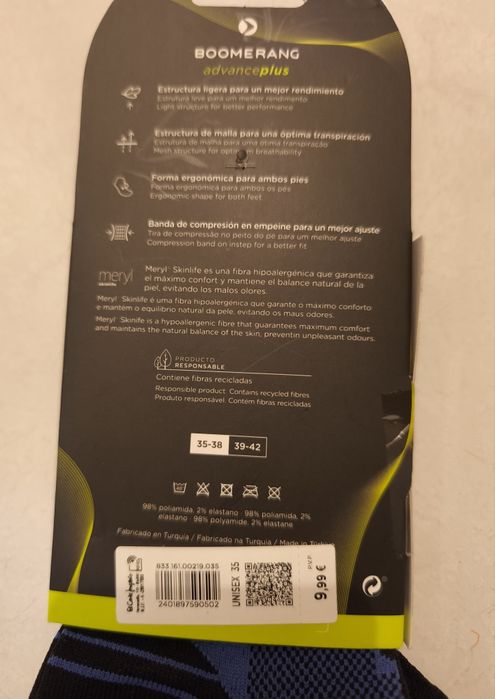 BOOMERANG
advanceplus
Estructura ligera para un mejor rendimiento
Estrutura leve para um melhor rendimento
Light structure for better performance
Estructura de malla para una óptima transpiración
Estrutura de malha para uma ótima transpiração
Mesh structure for optimum breathability
Forma ergonómica para ambos pies
Forma ergonómica para ambos os pés
Ergonomic shape for both feet
Banda de compresión en empeine para un mejor ajuste
Tira de compressão no peito do pé para um melhor ajuste
Compression band on instep for a better fit
meryl
Meryl® Skinlife es una fibra hipoalergénica que garantiza
el máximo confort y mantiene el balance natural de la
piel, evitando los malos olores.
Meryl® Skinlife é uma fibra hipoalergénica que garante o máximo conforto
e mantém o equilibrio natural da pele, evitando os maus odores.
Meryl® Skinlife is a hypoallergenic fibre that guarantees maximum comfort
and maintains the natural balance of the skin, preventin unpleasant odours.
PRODUCTO
RESPONSABLE
Contiene fibras recicladas
Responsible product: Contains recycled fibres
Produto responsável: Contém fibras recicladas
35-38 39-42
98% poliamida, 2% elastano · 98% poliamida, 2%
elastano · 98% polyamide, 2% elastane
Fabricado en Turquía / Fabricado na Turquia / Made in
833 161.00219.035
2401897590502
UNISEX 35
P.V.P.
9,99 €